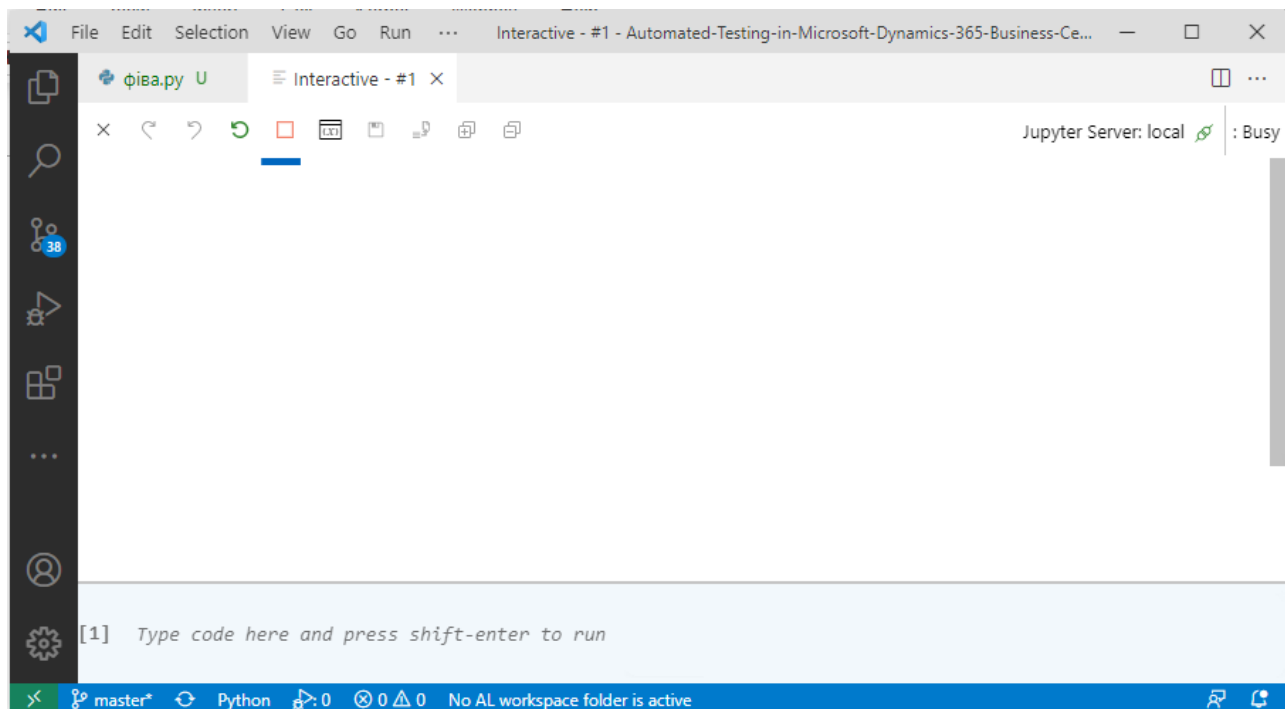 File Edit Selection View Go Run ··· Interactive - #1 - Automated-Testing-in-Microsoft-Dynamics-365-Business-Ce...
фіва.py U Interactive - #1
Jupyter Server: local : Busy
38
[1] Type code here and press shift-enter to run
master* Python : 0 0 0 No AL workspace folder is active